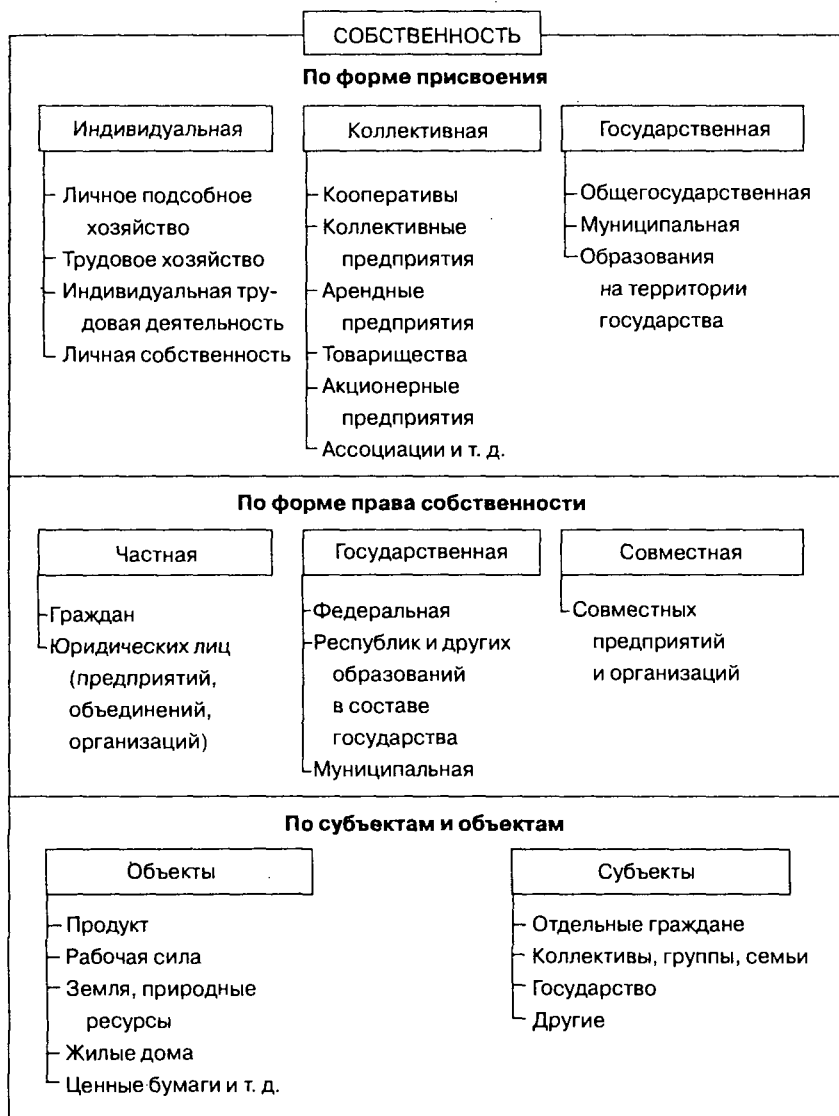 СОБСТВЕННОСТЬ
По форме присвоения
Индивидуальная
Личное подсобное
хозяйство
Трудовое хозяйство
Индивидуальная тру-
довая деятельность
Личная собственность
Коллективная
Кооперативы
Коллективные
предприятия
Арендные
предприятия
Товарищества
Акционерные
предприятия
Ассоциации и т. д.
Государственная
Общегосударственная
Муниципальная
Образования
на территории
государства
По форме права собственности
Частная
Граждан
Юридических лиц
(предприятий,
объединений,
организаций)
Государственная
Федеральная
Республик и других
образований
в составе
государства
Муниципальная
Совместная
Совместных
предприятий
и организаций
По субъектам и объектам
Объекты
Продукт
Рабочая сила
Земля, природные
ресурсы
Жилые дома
Ценные бумаги и т. д.
Субъекты
Отдельные граждане
Коллективы, группы, семьи
Государство
Другие